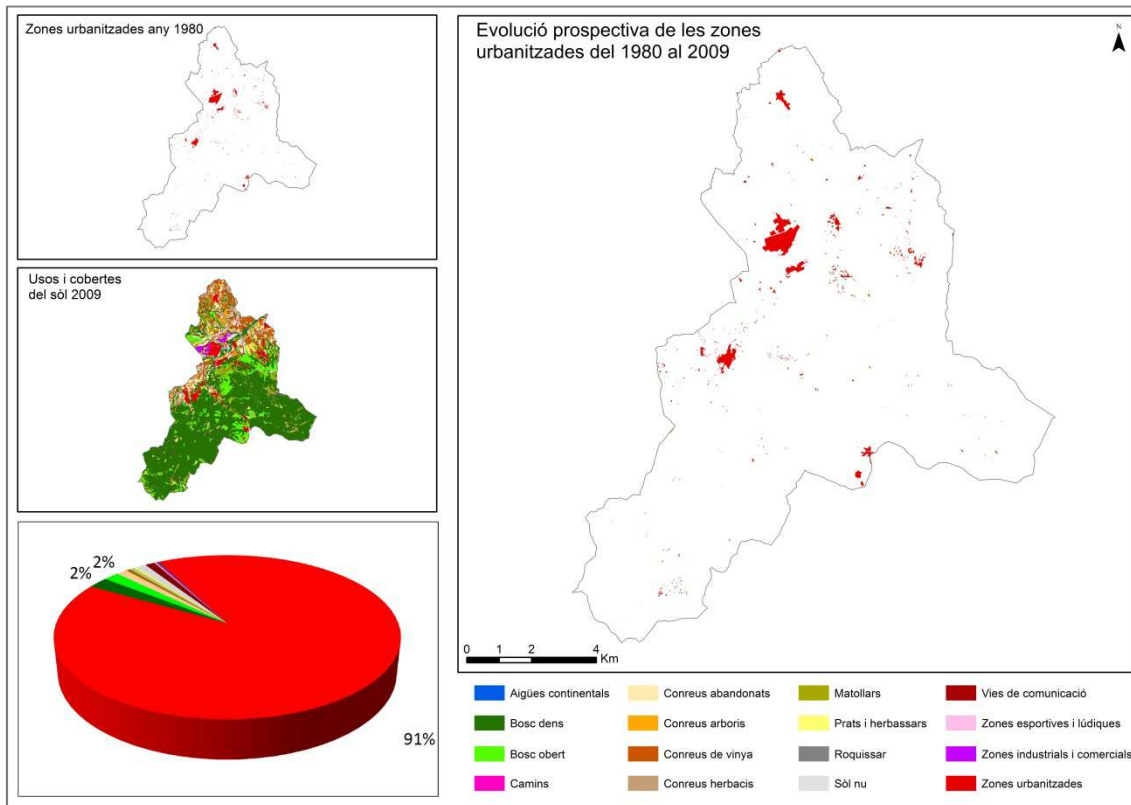 Zones urbanitzades any 1980
Usos i cobertes
del sòl 2009
2%
2%
91%
Evolució prospectiva de les zones
urbanitzades del 1980 al 2009
N
0 1 2 4
Km
Aigües continentals
Bosc dens
Bosc obert
Camins
Conreus abandonats
Conreus arboris
Conreus de vinya
Conreus herbacis
Matollars
Prats i herbassars
Roquissar
Sòl nu
Vies de comunicació
Zones esportives i lúdiques
Zones industrials i comercials
Zones urbanitzades